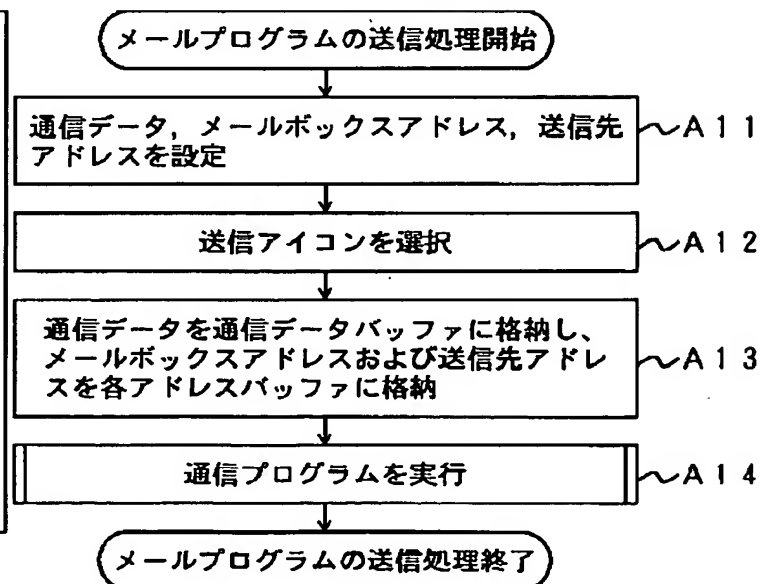 メールプログラムの送信処理開始
通信データ，メールボックスアドレス，送信先
アドレスを設定
A11
送信アイコンを選択
A12
通信データを通信データバッファに格納し、
メールボックスアドレスおよび送信先アドレ
スを各アドレスバッファに格納
A13
通信プログラムを実行
A14
メールプログラムの送信処理終了